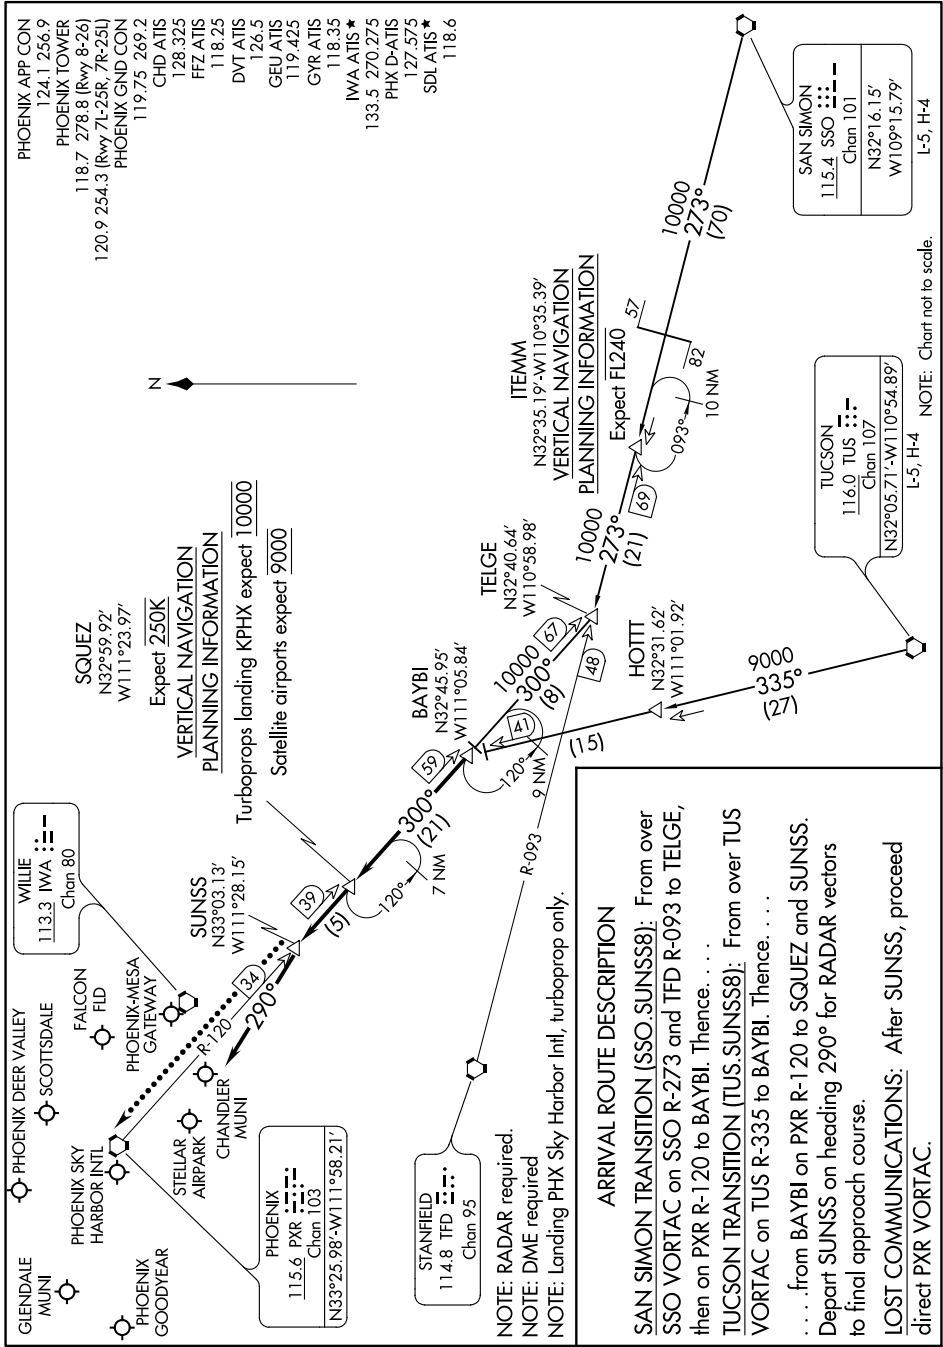 PHOENIX APP CON
124.1 256.9
PHOENIX TOWER
118.7 278.8 (Rwy 8-26)
120.9 254.3 (Rwy 7L-25R, 7R-25L)
PHOENIX GND CON
119.75 269.2
CHD ATIS
128.325
FFZ ATIS
118.25
DVT ATIS
126.5
GEU ATIS
119.425
GYR ATIS
118.35
IWA ATIS★
133.5 270.275
PHX D-ATIS
127.575
SDL ATIS★
118.6
N
GLENDALE
MUNI
PHOENIX DEER VALLEY
SCOTTSDALE
FALCON
FLD
PHOENIX-MESA
GATEWAY
PHOENIX SKY
HARBOR INTL
PHOENIX
GOODYEAR
STELLAR
AIRPARK
CHANDLER
MUNI
WILLIE
113.3 IWA
Chan 80
PHOENIX
115.6 PXR
Chan 103
N33°25.98'-W111°58.21'
STANFIELD
114.8 TFD
Chan 95
SUNSS
N33°03.13'
W111°28.15'
R-120
34
290°
(5)
39
SQUEZ
N32°59.92'
W111°23.97'
Expect 250K
VERTICAL NAVIGATION
PLANNING INFORMATION
Turboprops landing KPHX expect 10000
Satellite airports expect 9000
120°
7 NM
300°
(21)
59
BAYBI
N32°45.95'
W111°05.84'
120°
9 NM
41
10000
300°
(8)
67
TELGE
N32°40.64'
W110°58.98'
R-093
48
(15)
HOTTT
N32°31.62'
W111°01.92'
9000
335°
(27)
10000
273°
(21)
69
ITEMM
N32°35.19'-W110°35.39'
VERTICAL NAVIGATION
PLANNING INFORMATION
Expect FL240
093°
10 NM
57
82
10000
273°
(70)
SAN SIMON
115.4 SSO
Chan 101
N32°16.15'
W109°15.79'
L-5, H-4
TUCSON
116.0 TUS
Chan 107
N32°05.71'-W110°54.89'
L-5, H-4
NOTE: Chart not to scale.
NOTE: RADAR required.
NOTE: DME required
NOTE: Landing PHX Sky Harbor Intl, turboprop only.
ARRIVAL ROUTE DESCRIPTION
SAN SIMON TRANSITION (SSO.SUNSS8): From over
SSO VORTAC on SSO R-273 and TFD R-093 to TELGE,
then on PXR R-120 to BAYBI. Thence. . . .
TUCSON TRANSITION (TUS.SUNSS8): From over TUS
VORTAC on TUS R-335 to BAYBI. Thence. . . .
. . . .from BAYBI on PXR R-120 to SQUEZ and SUNSS.
Depart SUNSS on heading 290° for RADAR vectors
to final approach course.
LOST COMMUNICATIONS: After SUNSS, proceed
direct PXR VORTAC.